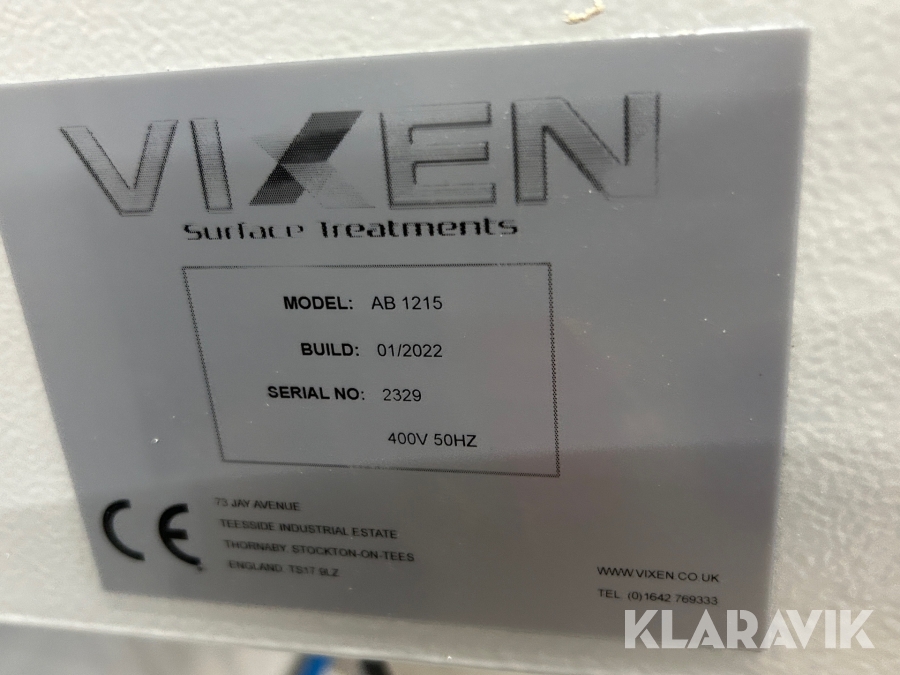 VIXEN
Surface Treatments
MODEL: AB 1215
BUILD: 01/2022
SERIAL NO: 2329
400V 50HZ
CE
73 JAY AVENUE
TEESSIDE INDUSTRIAL ESTATE
THORNABY STOCKTON-ON-TEES
ENGLAND TS17 9LZ
WWW.VIXEN.CO.UK
TEL (0)1642 769333
KLARAVIK